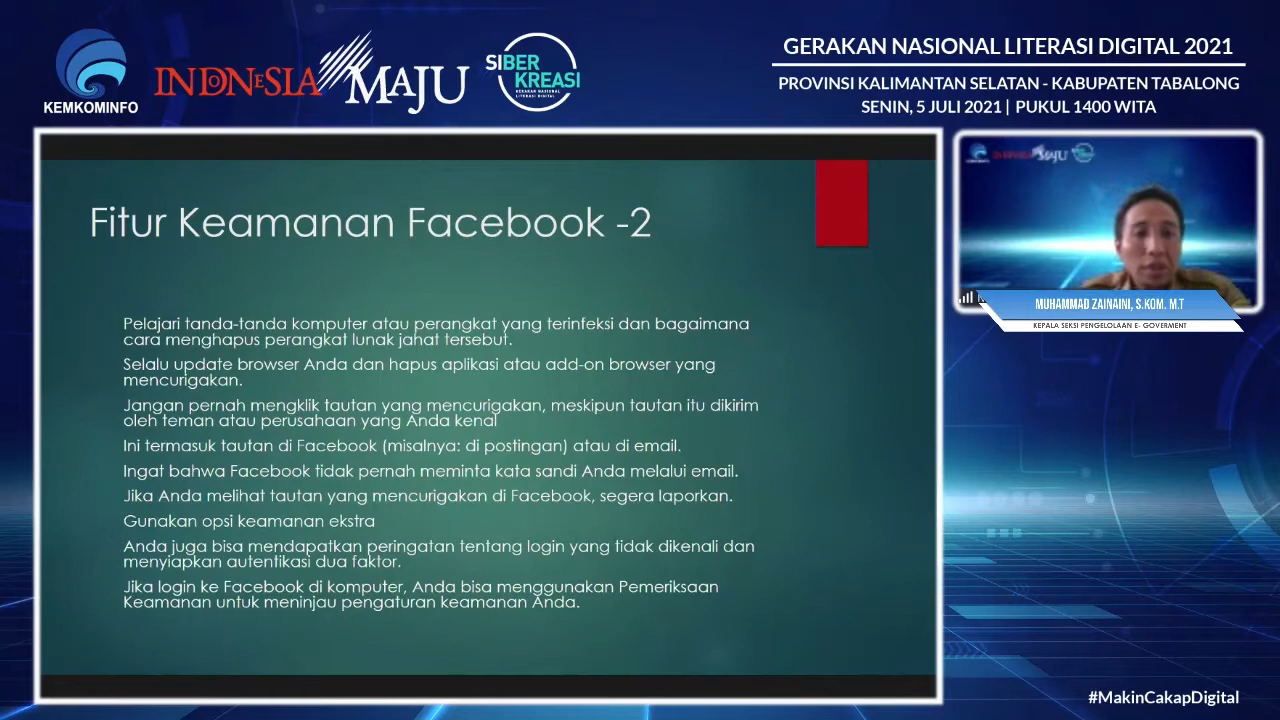 KEMKOMINFO
INDONESIA MAJU
SIBER
KREASI
GERAKAN NASIONAL
LITERASI DIGITAL
GERAKAN NASIONAL LITERASI DIGITAL 2021
PROVINSI KALIMANTAN SELATAN - KABUPATEN TABALONG
SENIN, 5 JULI 2021 | PUKUL 1400 WITA
Fitur Keamanan Facebook -2
Pelajari tanda-tanda komputer atau perangkat yang terinfeksi dan bagaimana
cara menghapus perangkat lunak jahat tersebut.
Selalu update browser Anda dan hapus aplikasi atau add-on browser yang
mencurigakan.
Jangan pernah mengklik tautan yang mencurigakan, meskipun tautan itu dikirim
oleh teman atau perusahaan yang Anda kenal
Ini termasuk tautan di Facebook (misalnya: di postingan) atau di email.
Ingat bahwa Facebook tidak pernah meminta kata sandi Anda melalui email.
Jika Anda melihat tautan yang mencurigakan di Facebook, segera laporkan.
Gunakan opsi keamanan ekstra
Anda juga bisa mendapatkan peringatan tentang login yang tidak dikenali dan
menyiapkan autentikasi dua faktor.
Jika login ke Facebook di komputer, Anda bisa menggunakan Pemeriksaan
Keamanan untuk meninjau pengaturan keamanan Anda.
MUHAMMAD ZAINAINI, S.KOM. M.T
KEPALA SEKSI PENGELOLAAN E- GOVERMENT
#MakinCakapDigital